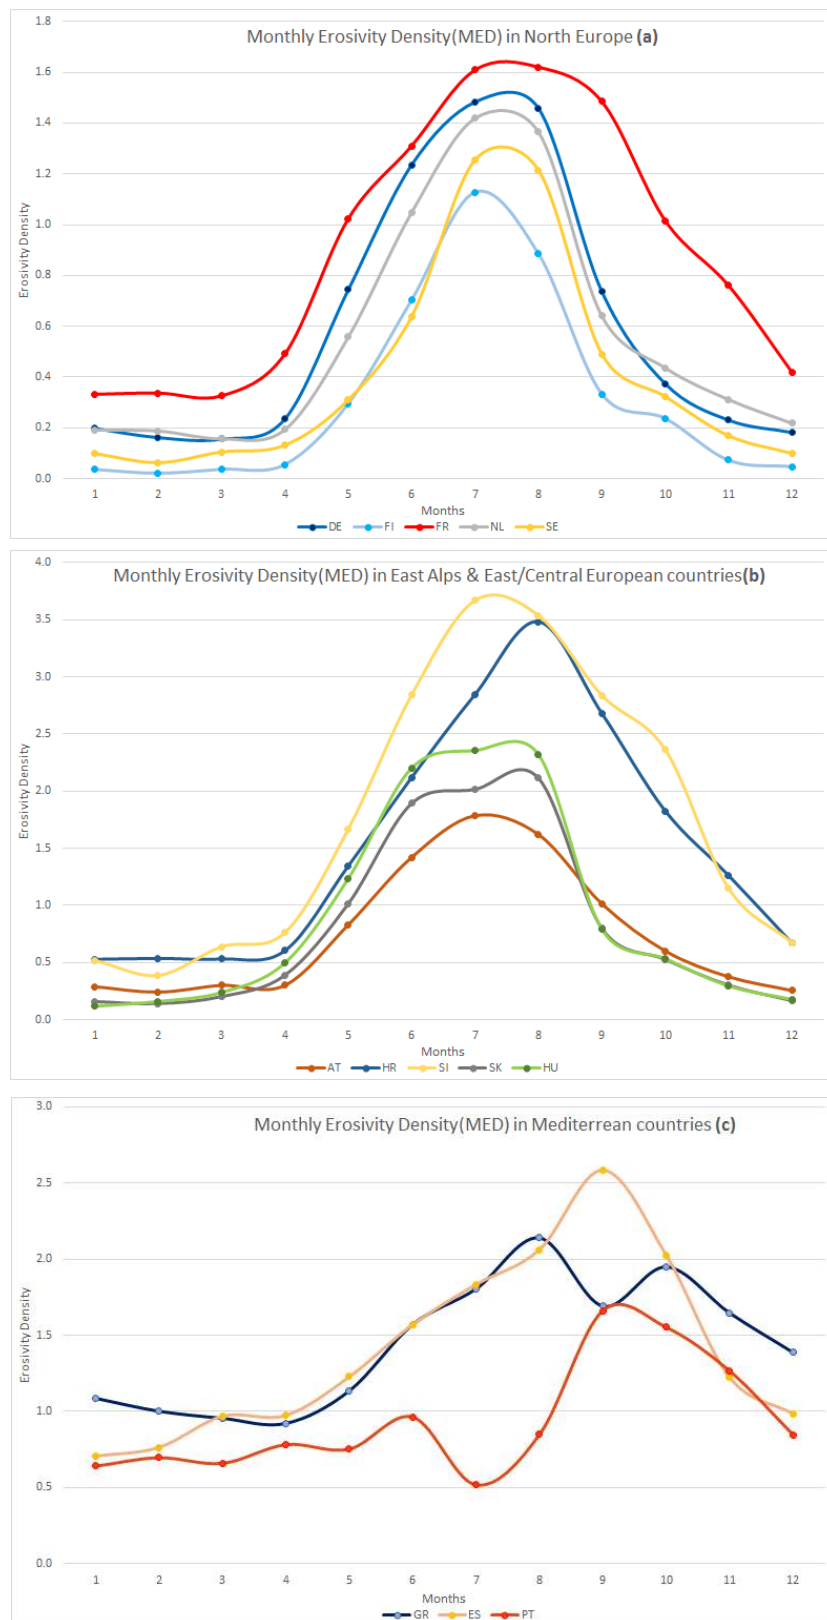 Monthly Erosivity Density(MED) in North Europe (a)
1.8
1.6
1.4
1.2
1.0
0.8
0.6
0.4
0.2
0.0
Erosivity Density
1 2 3 4 5 6 7 8 9 10 11 12
Months
DE FI FR NL SE
Monthly Erosivity Density(MED) in East Alps & East/Central European countries(b)
4.0
3.5
3.0
2.5
2.0
1.5
1.0
0.5
0.0
Erosivity Density
1 2 3 4 5 6 7 8 9 10 11 12
Months
AT HR SI SK HU
Monthly Erosivity Density(MED) in Mediterrean countries (c)
3.0
2.5
2.0
1.5
1.0
0.5
0.0
Erosivity Density
1 2 3 4 5 6 7 8 9 10 11 12
Months
GR ES PT